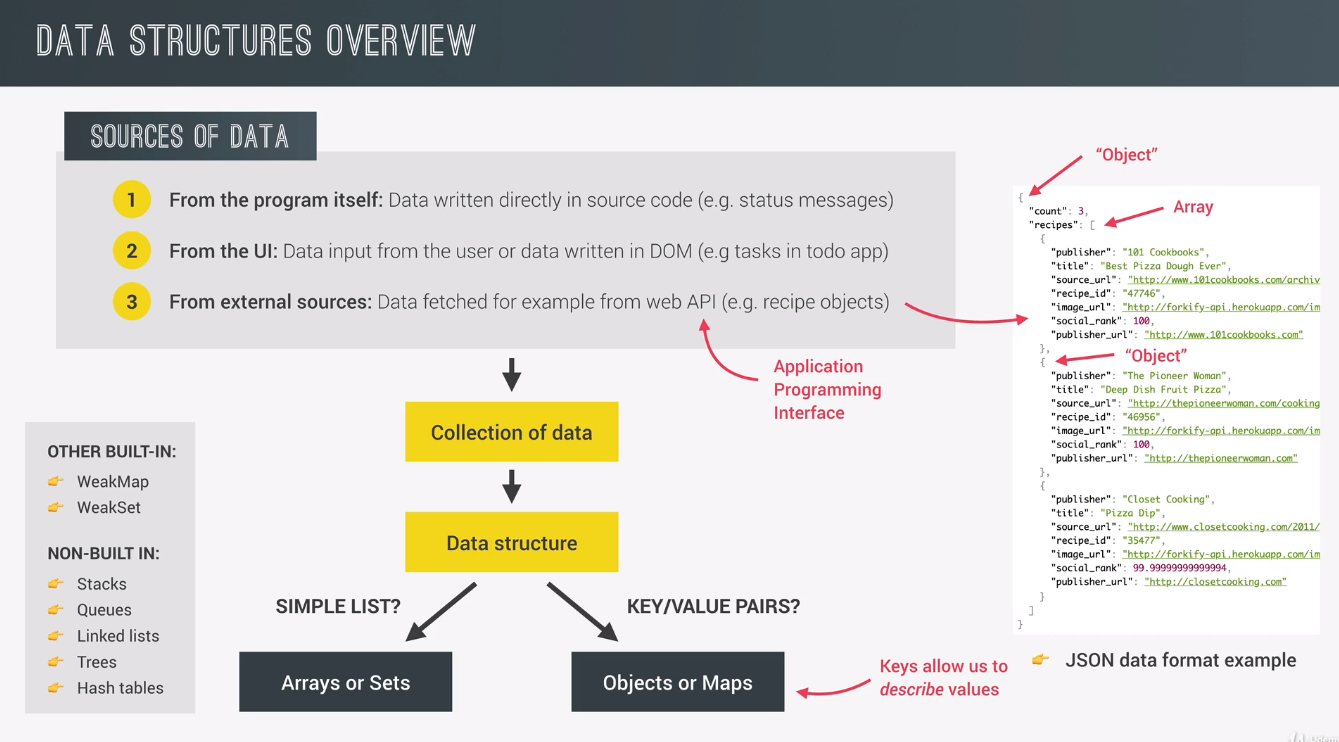 DATA STRUCTURES OVERVIEW
SOURCES OF DATA
1 From the program itself: Data written directly in source code (e.g. status messages)
2 From the UI: Data input from the user or data written in DOM (e.g tasks in todo app)
3 From external sources: Data fetched for example from web API (e.g. recipe objects)
Application
Programming
Interface
Collection of data
Data structure
SIMPLE LIST?
KEY/VALUE PAIRS?
Arrays or Sets
Objects or Maps
Keys allow us to
describe values
OTHER BUILT-IN:
WeakMap
WeakSet
NON-BUILT IN:
Stacks
Queues
Linked lists
Trees
Hash tables
"Object"
Array
{
"count": 3,
"recipes": [
{
"publisher": "101 Cookbooks",
"title": "Best Pizza Dough Ever",
"source_url": "http://www.101cookbooks.com/archiv
"recipe_id": "47746",
"image_url": "http://forkify-api.herokuapp.com/im
"social_rank": 100,
"publisher_url": "http://www.101cookbooks.com"
},
{
"Object"
"publisher": "The Pioneer Woman",
"title": "Deep Dish Fruit Pizza",
"source_url": "http://thepioneerwoman.com/cooking
"recipe_id": "46956",
"image_url": "http://forkify-api.herokuapp.com/im
"social_rank": 100,
"publisher_url": "http://thepioneerwoman.com"
},
{
"publisher": "Closet Cooking",
"title": "Pizza Dip",
"source_url": "http://www.closetcooking.com/2011/
"recipe_id": "35477",
"image_url": "http://forkify-api.herokuapp.com/im
"social_rank": 99.99999999999994,
"publisher_url": "http://closetcooking.com"
}
]
}
JSON data format example